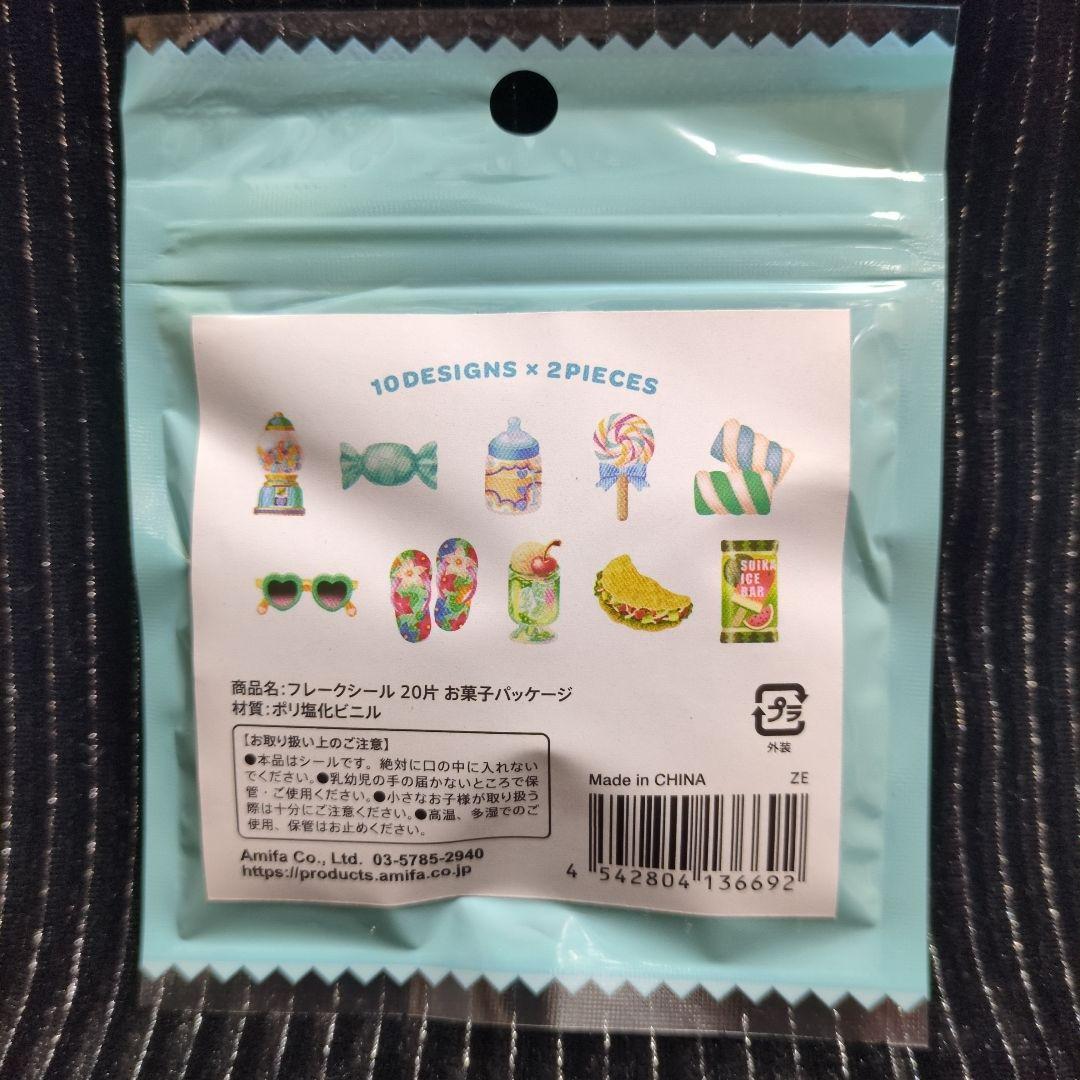 10DESIGNS × 2PIECES
SUIKA
ICE
BAR
商品名:フレークシール 20片 お菓子パッケージ
材質:ポリ塩化ビニル
プラ
外装
【お取り扱い上のご注意】
●本品はシールです。絶対に口の中に入れない
でください。●乳幼児の手の届かないところで保
管・ご使用ください。●小さなお子様が取り扱う
際は十分にご注意ください。●高温、多湿でのご
使用、保管はお止めください。
Amifa Co., Ltd. 03-5785-2940
https://products.amifa.co.jp
Made in CHINA ZE
4 542804 136692